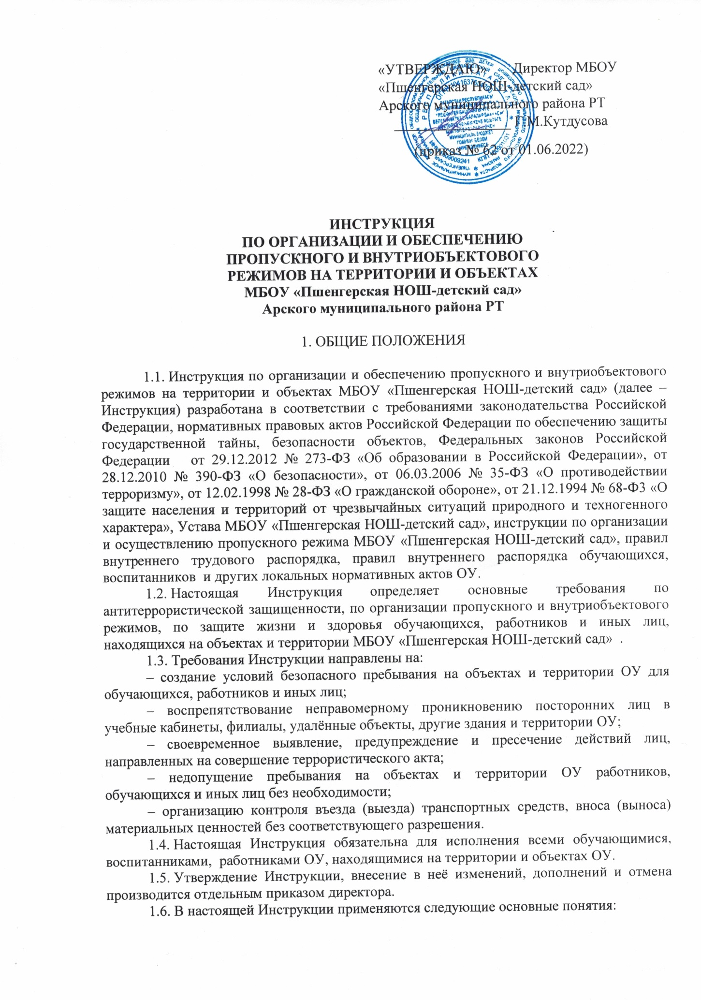 «УТВЕРЖДАЮ» Директор МБОУ
«Пшенгерская НОШ-детский сад»
Арского муниципального района РТ
Г.М.Кутдусова
(приказ № 62 от 01.06.2022)
ИНСТРУКЦИЯ
ПО ОРГАНИЗАЦИИ И ОБЕСПЕЧЕНИЮ
ПРОПУСКНОГО И ВНУТРИОБЪЕКТОВОГО
РЕЖИМОВ НА ТЕРРИТОРИИ И ОБЪЕКТАХ
МБОУ «Пшенгерская НОШ-детский сад»
Арского муниципального района РТ
1. ОБЩИЕ ПОЛОЖЕНИЯ
1.1. Инструкция по организации и обеспечению пропускного и внутриобъектового
режимов на территории и объектах МБОУ «Пшенгерская НОШ-детский сад» (далее –
Инструкция) разработана в соответствии с требованиями законодательства Российской
Федерации, нормативных правовых актов Российской Федерации по обеспечению защиты
государственной тайны, безопасности объектов, Федеральных законов Российской
Федерации от 29.12.2012 № 273-ФЗ «Об образовании в Российской Федерации», от
28.12.2010 № 390-ФЗ «О безопасности», от 06.03.2006 № 35-ФЗ «О противодействии
терроризму», от 12.02.1998 № 28-ФЗ «О гражданской обороне», от 21.12.1994 № 68-ФЗ «О
защите населения и территорий от чрезвычайных ситуаций природного и техногенного
характера», Устава МБОУ «Пшенгерская НОШ-детский сад», инструкции по организации
и осуществлению пропускного режима МБОУ «Пшенгерская НОШ-детский сад», правил
внутреннего трудового распорядка, правил внутреннего распорядка обучающихся,
воспитанников и других локальных нормативных актов ОУ.
1.2. Настоящая Инструкция определяет основные требования по
антитеррористической защищенности, по организации пропускного и внутриобъектового
режимов, по защите жизни и здоровья обучающихся, работников и иных лиц,
находящихся на объектах и территории МБОУ «Пшенгерская НОШ-детский сад» .
1.3. Требования Инструкции направлены на:
– создание условий безопасного пребывания на объектах и территории ОУ для
обучающихся, работников и иных лиц;
– воспрепятствование неправомерному проникновению посторонних лиц в
учебные кабинеты, филиалы, удалённые объекты, другие здания и территории ОУ;
– своевременное выявление, предупреждение и пресечение действий лиц,
направленных на совершение террористического акта;
– недопущение пребывания на объектах и территории ОУ работников,
обучающихся и иных лиц без необходимости;
– организацию контроля въезда (выезда) транспортных средств, вноса (выноса)
материальных ценностей без соответствующего разрешения.
1.4. Настоящая Инструкция обязательна для исполнения всеми обучающимися,
воспитанниками, работниками ОУ, находящимися на территории и объектах ОУ.
1.5. Утверждение Инструкции, внесение в неё изменений, дополнений и отмена
производится отдельным приказом директора.
1.6. В настоящей Инструкции применяются следующие основные понятия: